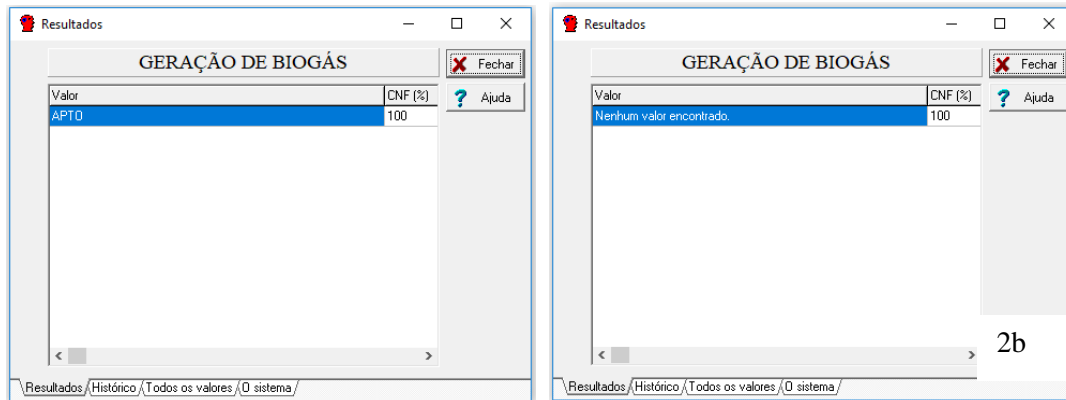 Resultados
GERAÇÃO DE BIOGÁS
Fechar
Valor
CNF (%)
Ajuda
APTO
100
Resultados
Histórico
Todos os valores
O sistema
Resultados
GERAÇÃO DE BIOGÁS
Fechar
Valor
CNF (%)
Ajuda
Nenhum valor encontrado.
100
2b
Resultados
Histórico
Todos os valores
O sistema